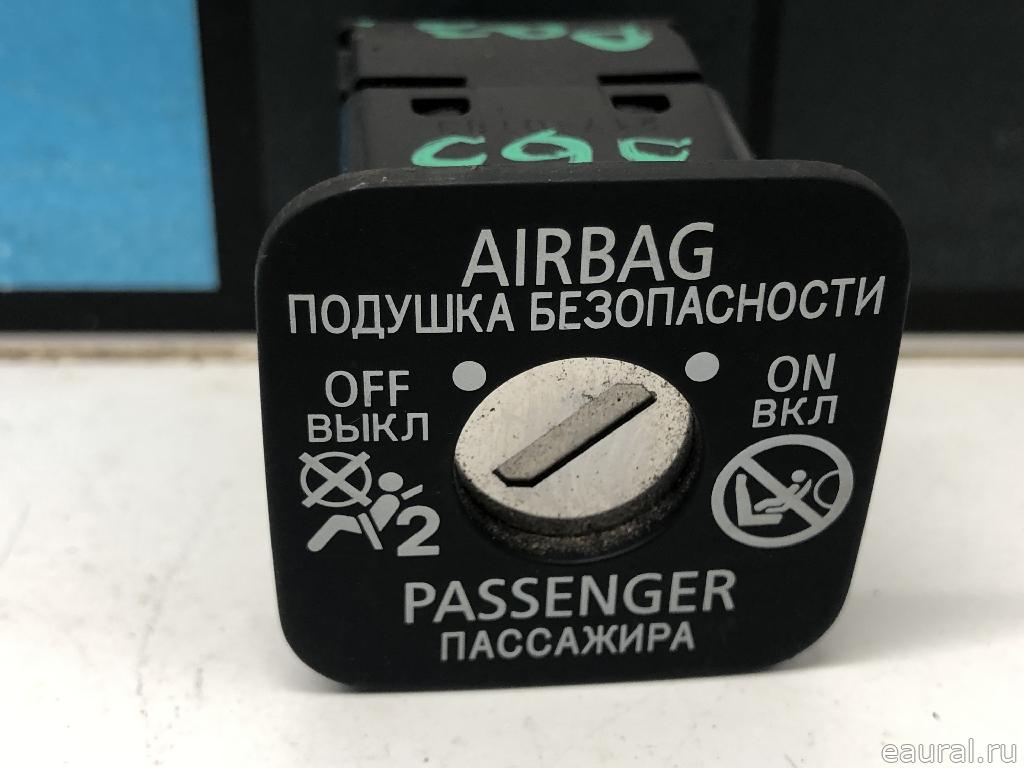 AIRBAG
ПОДУШКА БЕЗОПАСНОСТИ
OFF
ВЫКЛ
ON
ВКЛ
2
PASSENGER
ПАССАЖИРА
eaural.ru